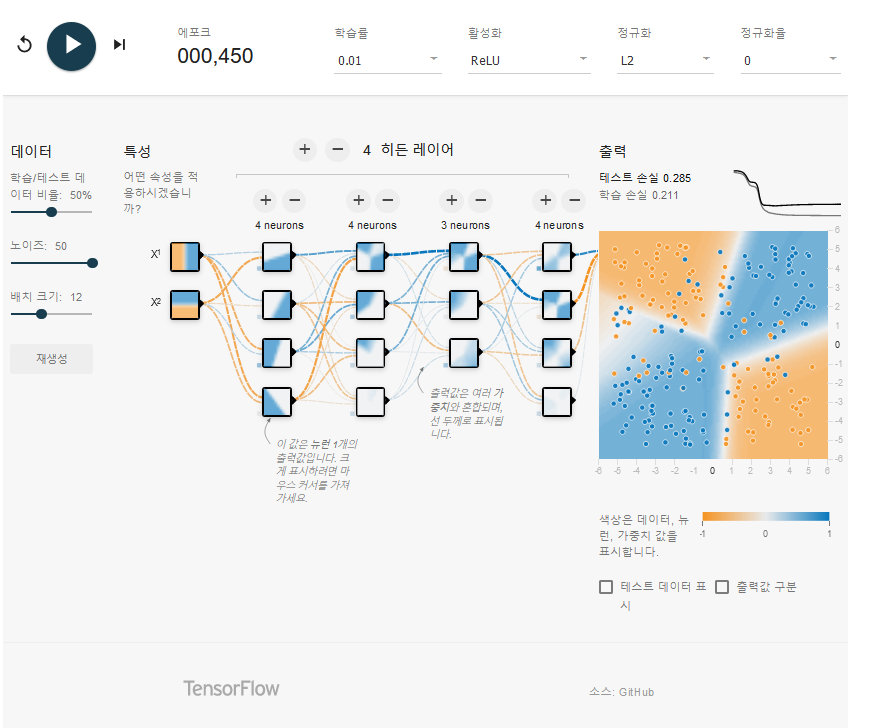 에포크
000,450
학습률
0.01
활성화
ReLU
정규화
L2
정규화율
0
데이터
학습/테스트 데
이터 비율: 50%
노이즈: 50
배치 크기: 12
재생성
특성
어떤 속성을 적
용하시겠습니
까?
X1
X2
+ − 4 히든 레이어
+ − + − + − + −
4 neurons 4 neurons 3 neurons 4 neurons
이 값은 뉴런 1개의
출력값입니다. 크
게 표시하려면 마
우스 커서를 가져
가세요.
출력값은 여러 가
중치와 혼합되며,
선 두께로 표시됩
니다.
출력
테스트 손실 0.285
학습 손실 0.211
6
5
4
3
2
1
0
-1
-2
-3
-4
-5
-6
-6 -5 -4 -3 -2 -1 0 1 2 3 4 5 6
색상은 데이터, 뉴
런, 가중치 값을
표시합니다.
-1 0 1
테스트 데이터 표
시
출력값 구분
TensorFlow
소스: GitHub